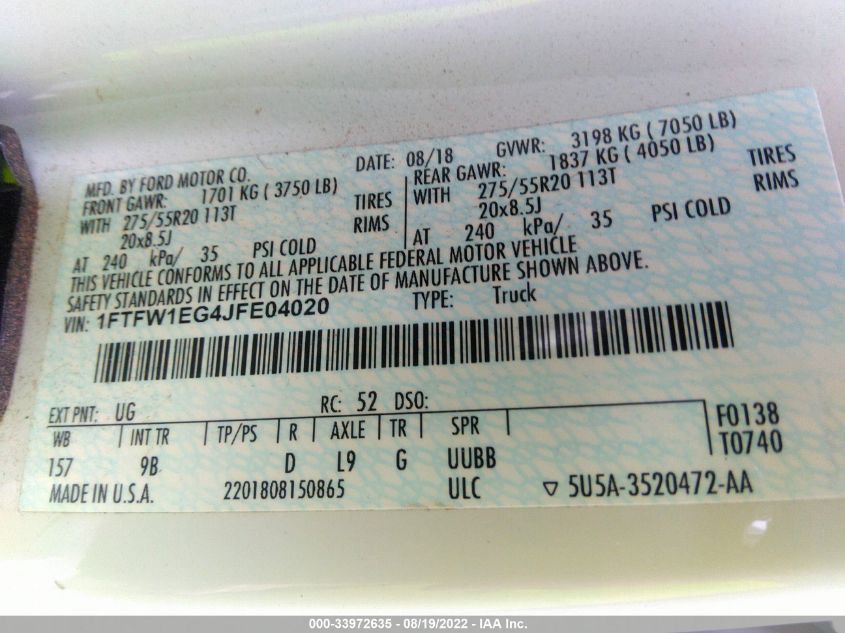 MFD. BY FORD MOTOR CO. DATE: 08/18 GVWR: 3198 KG ( 7050 LB)
FRONT GAWR: 1701 KG ( 3750 LB) REAR GAWR: 1837 KG ( 4050 LB)
WITH 275/55R20 113T TIRES WITH 275/55R20 113T TIRES
20x8.5J RIMS 20x8.5J RIMS
AT 240 kPa/ 35 PSI COLD AT 240 kPa/ 35 PSI COLD
THIS VEHICLE CONFORMS TO ALL APPLICABLE FEDERAL MOTOR VEHICLE
SAFETY STANDARDS IN EFFECT ON THE DATE OF MANUFACTURE SHOWN ABOVE.
VIN: 1FTFW1EG4JFE04020 TYPE: Truck
EXT PNT: UG RC: 52 DSO:
WB INT TR TP/PS R AXLE TR SPR F0138
157 9B D L9 G UUBB T0740
MADE IN U.S.A. 2201808150865 ULC ▽ 5U5A-3520472-AA
000-33972635 - 08/19/2022 - IAA Inc.